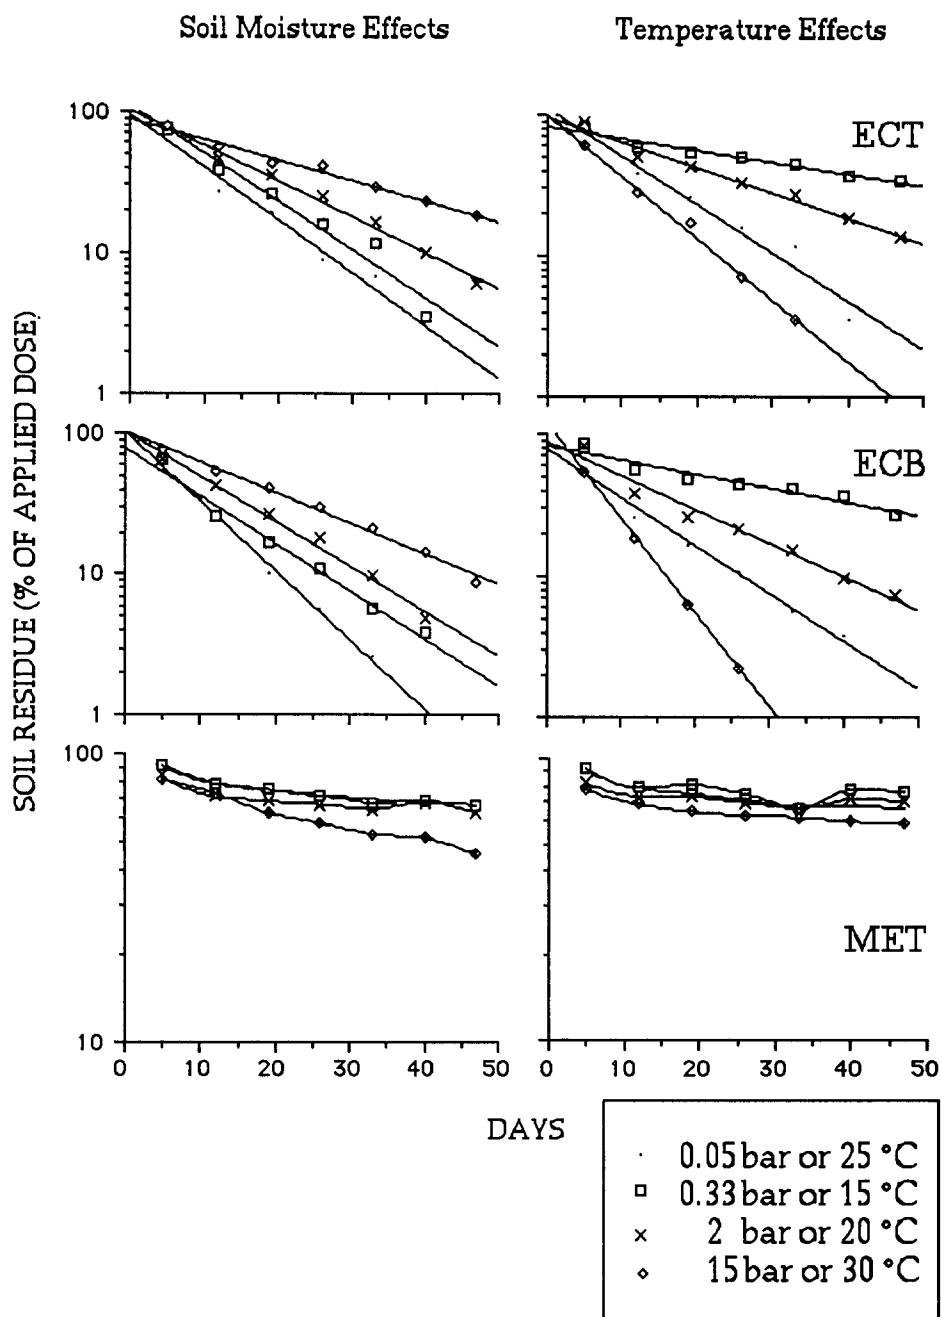 Soil Moisture Effects Temperature Effects
SOIL RESIDUE (% OF APPLIED DOSE)
100
10
1
ECT
100
10
1
ECB
100
10
0 10 20 30 40 50
MET
0 10 20 30 40 50
DAYS
0.05 bar or 25 °C
0.33 bar or 15 °C
2 bar or 20 °C
15 bar or 30 °C